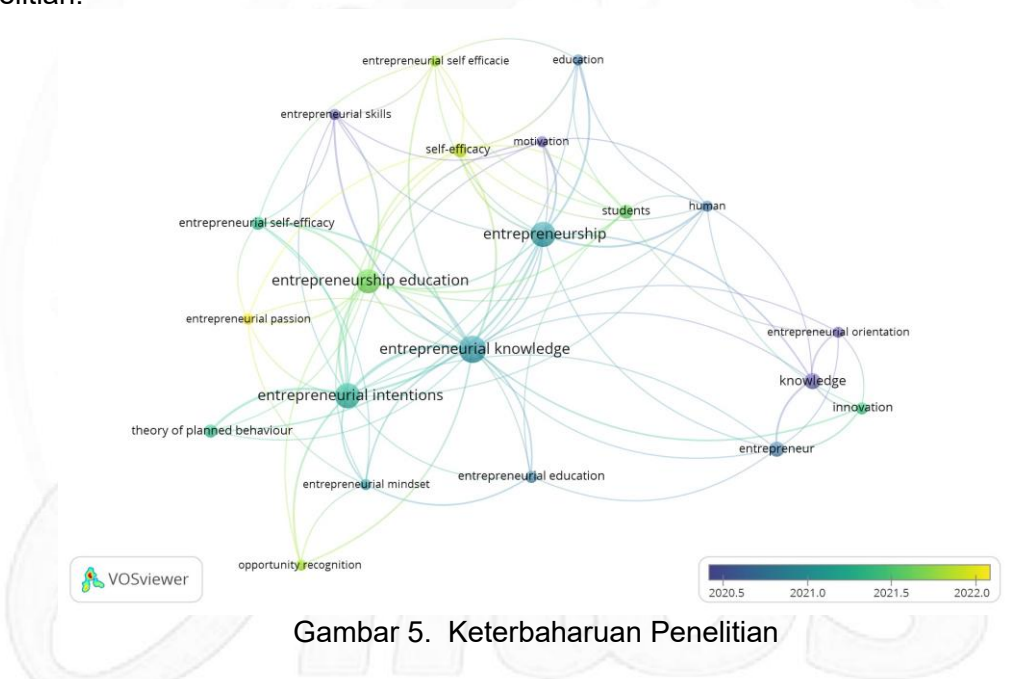 elitian.
entrepreneurial self efficacie
education
entrepreneurial skills
motivation
self-efficacy
students
human
entrepreneurial self-efficacy
entrepreneurship
entrepreneurship education
entrepreneurial passion
entrepreneurial orientation
entrepreneurial knowledge
knowledge
entrepreneurial intentions
innovation
theory of planned behaviour
entrepreneur
entrepreneurial education
entrepreneurial mindset
opportunity recognition
VOSviewer
2020.5 2021.0 2021.5 2022.0
Gambar 5. Keterbaharuan Penelitian